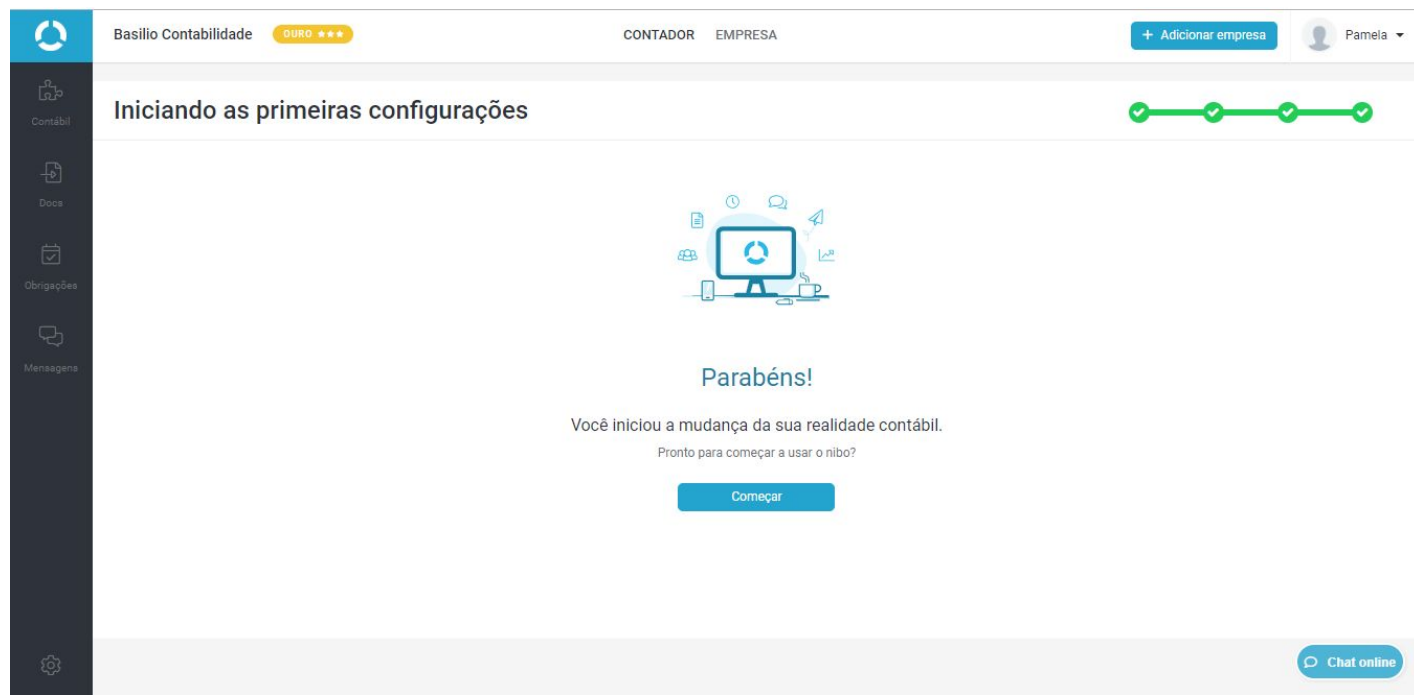 Basilio Contabilidade OURO ★★★ CONTADOR EMPRESA + Adicionar empresa Pamela
Contábil
Iniciando as primeiras configurações
Docs
Obrigações
Mensagens
Parabéns!
Você iniciou a mudança da sua realidade contábil.
Pronto para começar a usar o nibo?
Começar
Chat online